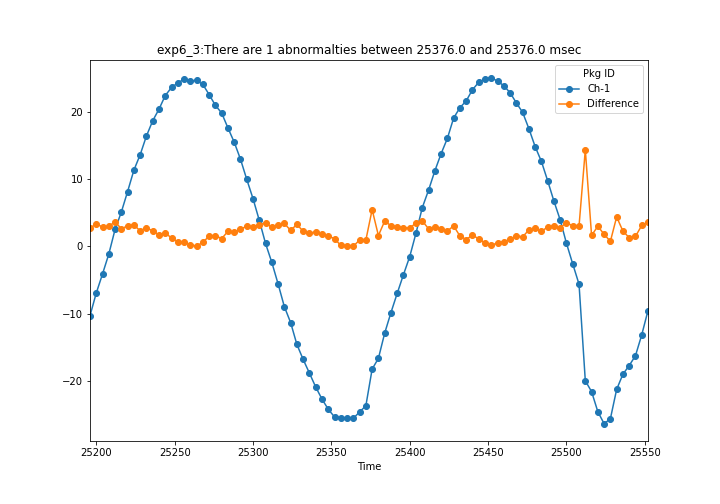 exp6_3:There are 1 abnormalties between 25376.0 and 25376.0 msec
Pkg ID
Ch-1
Difference
20
10
0
−10
−20
25200 25250 25300 25350 25400 25450 25500 25550
Time